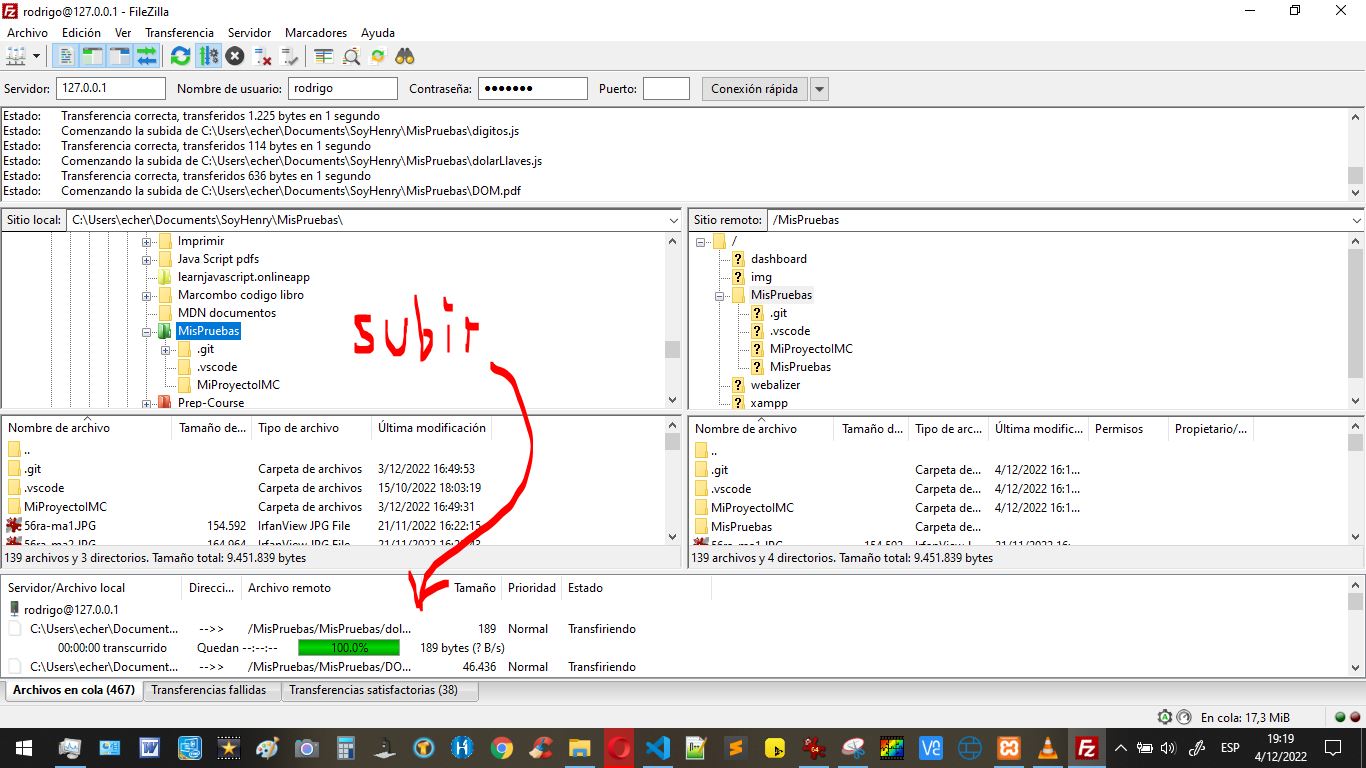 rodrigo@127.0.0.1 - FileZilla
Archivo Edición Ver Transferencia Servidor Marcadores Ayuda
Servidor: 127.0.0.1 Nombre de usuario: rodrigo Contraseña: ●●●●●●● Puerto: Conexión rápida
Estado: Transferencia correcta, transferidos 1.225 bytes en 1 segundo
Estado: Comenzando la subida de C:\Users\echer\Documents\SoyHenry\MisPruebas\digitos.js
Estado: Transferencia correcta, transferidos 114 bytes en 1 segundo
Estado: Comenzando la subida de C:\Users\echer\Documents\SoyHenry\MisPruebas\dolarLlaves.js
Estado: Transferencia correcta, transferidos 636 bytes en 1 segundo
Estado: Comenzando la subida de C:\Users\echer\Documents\SoyHenry\MisPruebas\DOM.pdf
Sitio local: C:\Users\echer\Documents\SoyHenry\MisPruebas\
Imprimir
Java Script pdfs
learnjavascript.onlineapp
Marcombo codigo libro
MDN documentos
MisPruebas
.git
.vscode
MiProyectoIMC
Prep-Course
subir
Sitio remoto: /MisPruebas
/
dashboard
img
MisPruebas
.git
.vscode
MiProyectoIMC
MisPruebas
webalizer
xampp
Nombre de archivo Tamaño de... Tipo de archivo Última modificación
..
.git Carpeta de archivos 3/12/2022 16:49:53
.vscode Carpeta de archivos 15/10/2022 18:03:19
MiProyectoIMC Carpeta de archivos 3/12/2022 16:49:31
56ra-ma1.JPG 154.592 IrfanView JPG File 21/11/2022 16:22:15
56ra-ma2.JPG 164.964 IrfanView JPG File 21/11/2022
139 archivos y 3 directorios. Tamaño total: 9.451.839 bytes
Nombre de archivo Tamaño d... Tipo de arc... Última modific... Permisos Propietario/...
..
.git Carpeta de... 4/12/2022 16:1...
.vscode Carpeta de... 4/12/2022 16:1...
MiProyectoIMC Carpeta de... 4/12/2022 16:1...
MisPruebas Carpeta de...
56ra-ma1.JPG 154.592 IrfanView J... 21/11/2022 16:...
139 archivos y 4 directorios. Tamaño total: 9.451.839 bytes
Servidor/Archivo local Direcci... Archivo remoto Tamaño Prioridad Estado
rodrigo@127.0.0.1
C:\Users\echer\Document... -->> /MisPruebas/MisPruebas/dol... 189 Normal Transfiriendo
00:00:00 transcurrido Quedan --:--:-- 100.0% 189 bytes (? B/s)
C:\Users\echer\Document... -->> /MisPruebas/MisPruebas/DO... 46.436 Normal Transfiriendo
Archivos en cola (467) Transferencias fallidas Transferencias satisfactorias (38)
En cola: 17,3 MiB
ESP
19:19
4/12/2022